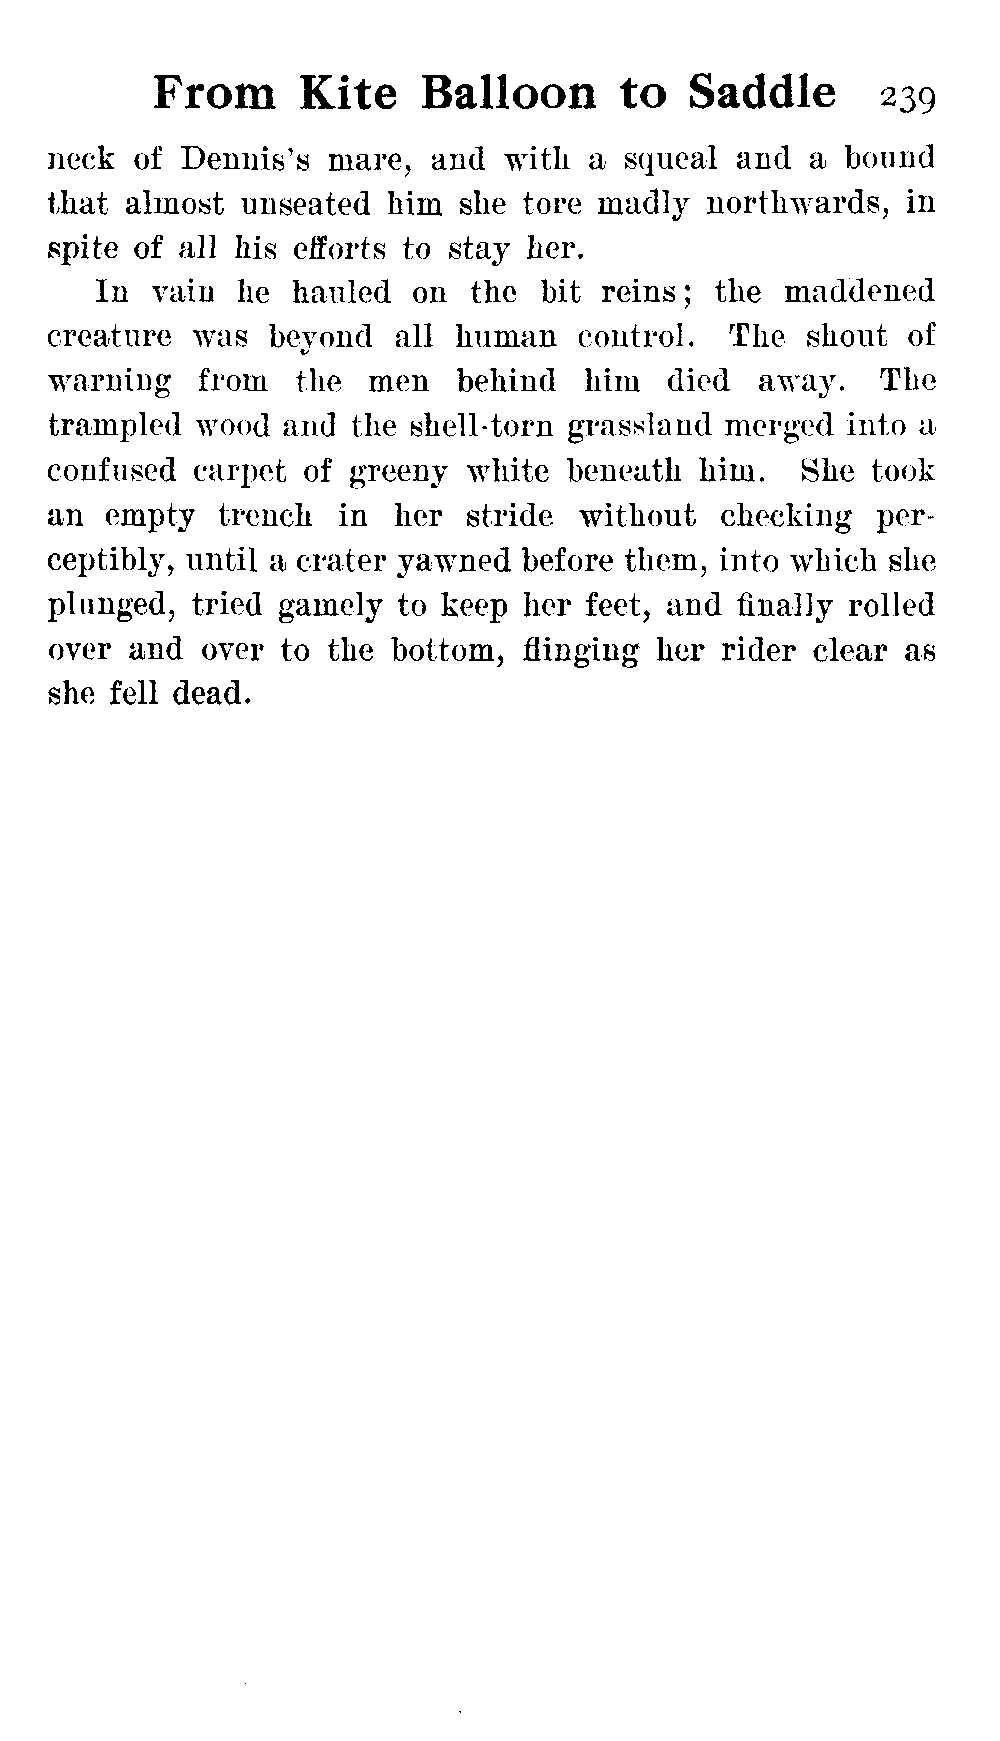 From Kite Balloon to Saddle 239
neck of Dennis's mare, and with a squeal and a bound
that almost unseated him she tore madly northwards, in
spite of all his efforts to stay her.
In vain he hauled on the bit reins; the maddened
creature was beyond all human control. The shout of
warning from the men behind him died away. The
trampled wood and the shell-torn grassland merged into a
confused carpet of greeny white beneath him. She took
an empty trench in her stride without checking per-
ceptibly, until a crater yawned before them, into which she
plunged, tried gamely to keep her feet, and finally rolled
over and over to the bottom, flinging her rider clear as
she fell dead.